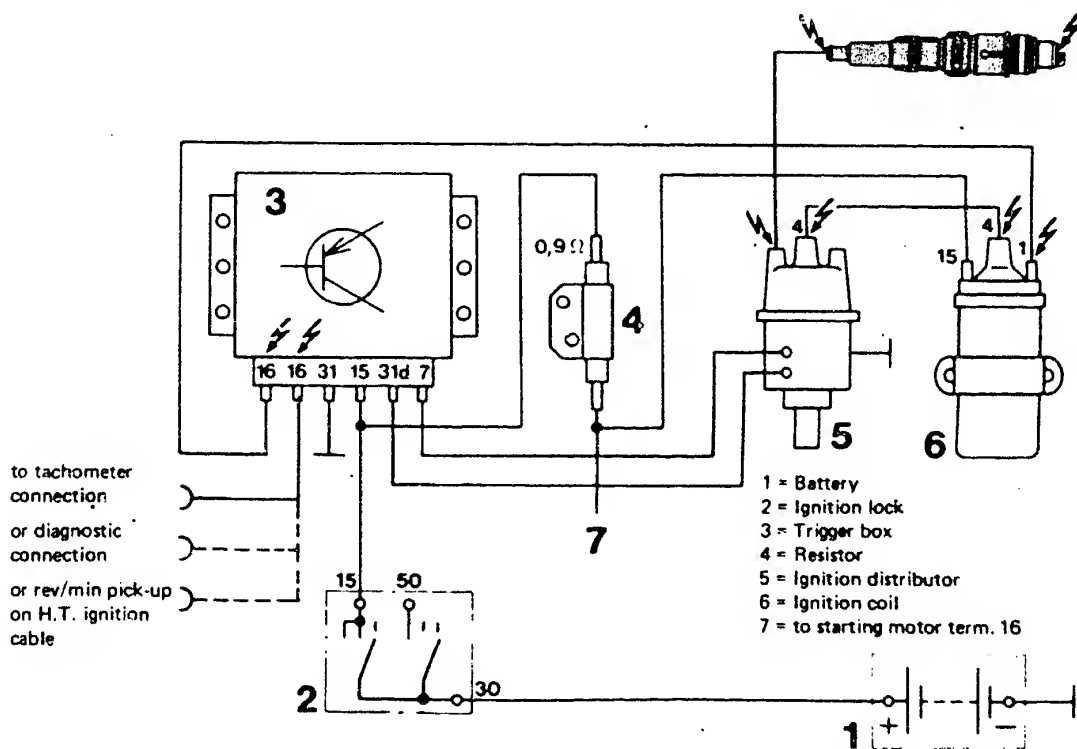 3
0,9 Ω
4
4
4
1
15
16 16 31 15 31d 7
5
6
to tachometer
connection
or diagnostic
connection
or rev/min pick-up
on H.T. ignition
cable
7
1 = Battery
2 = Ignition lock
3 = Trigger box
4 = Resistor
5 = Ignition distributor
6 = Ignition coil
7 = to starting motor term. 16
15 50
2
30
1
+ −